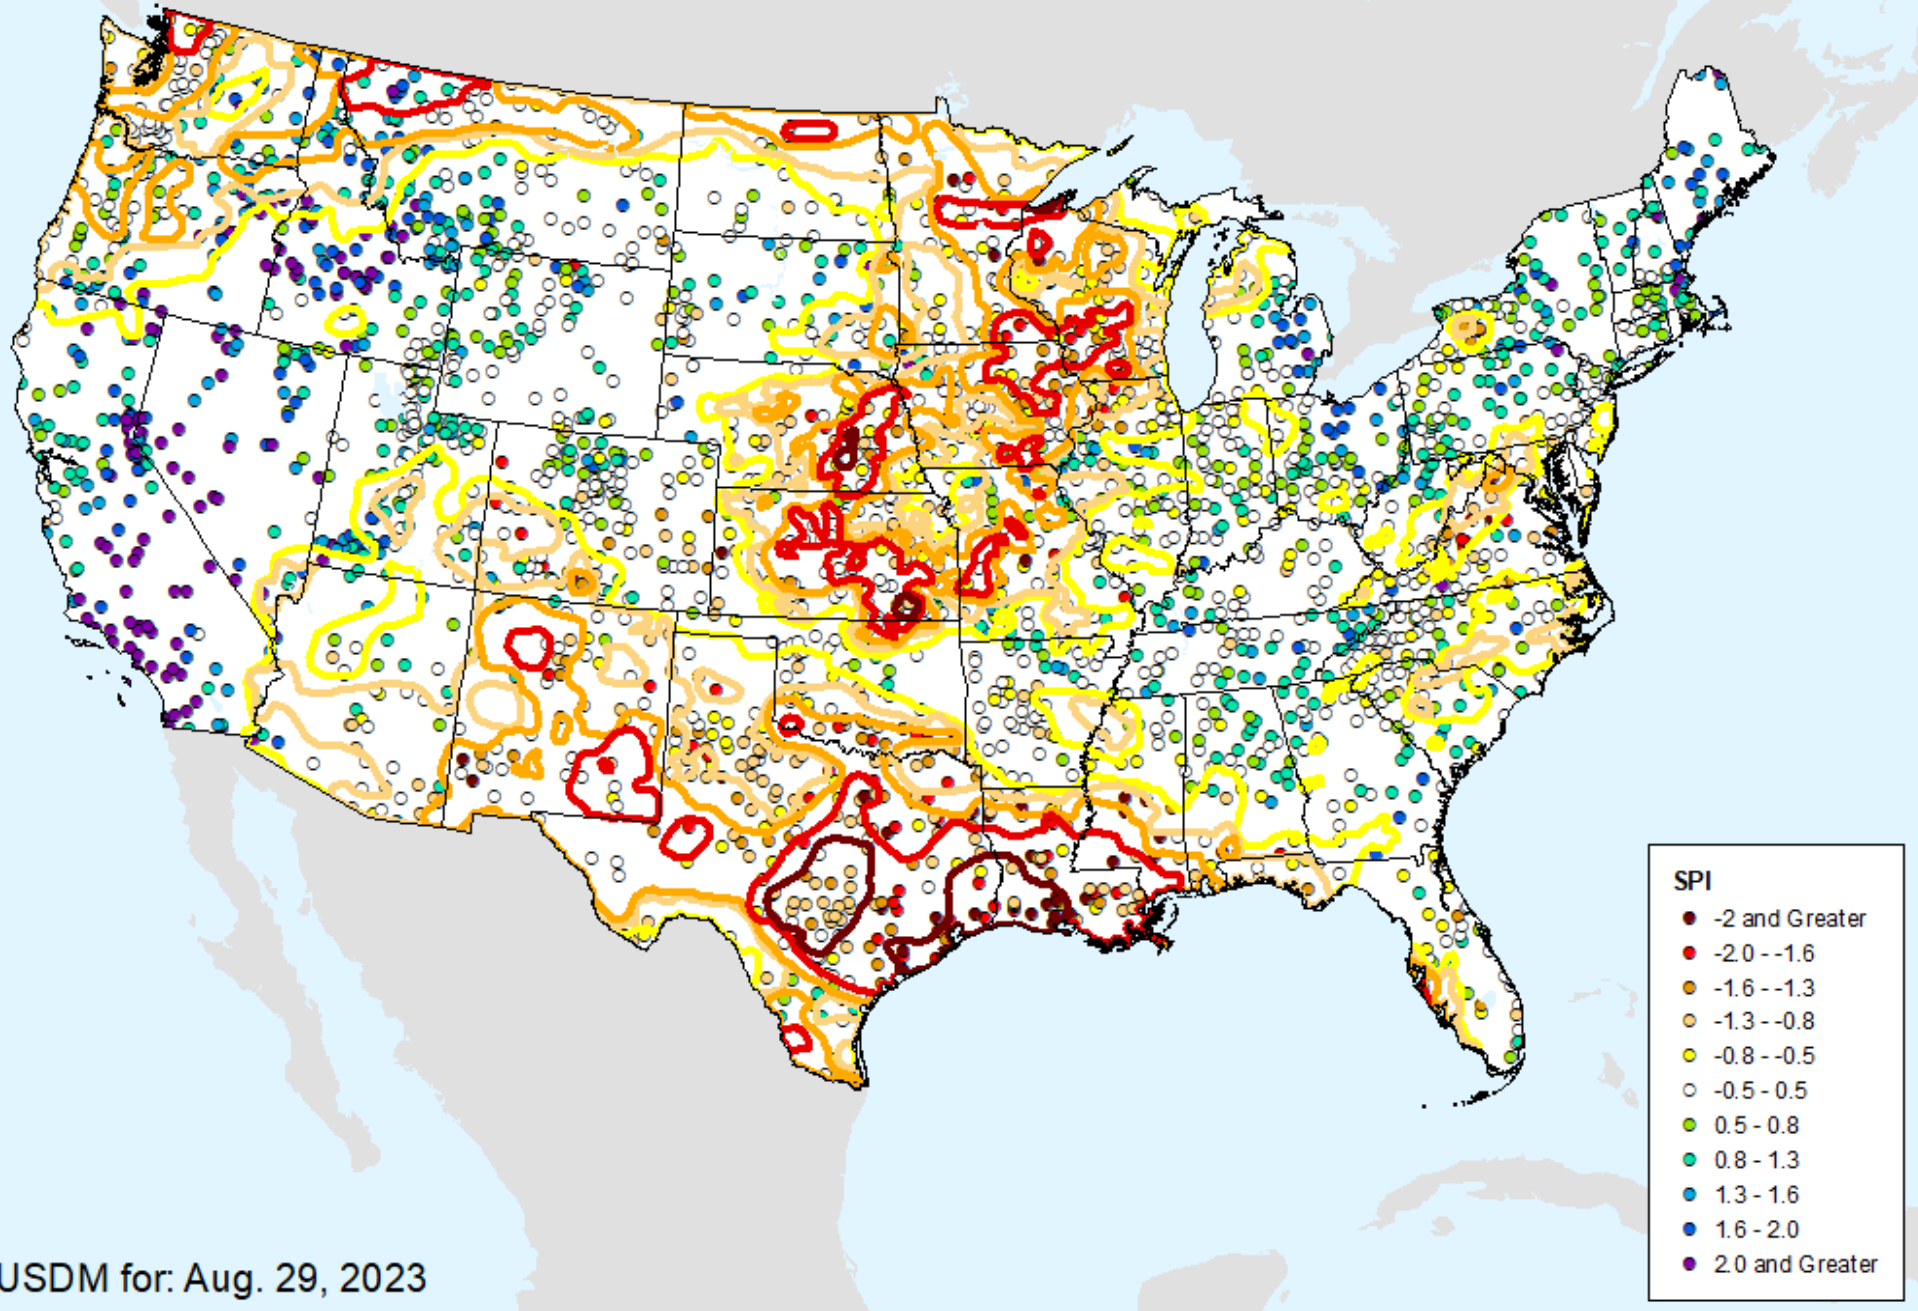 SPI
-2 and Greater
-2.0 - -1.6
-1.6 - -1.3
-1.3 - -0.8
-0.8 - -0.5
-0.5 - 0.5
0.5 - 0.8
0.8 - 1.3
1.3 - 1.6
1.6 - 2.0
2.0 and Greater
USDM for: Aug. 29, 2023